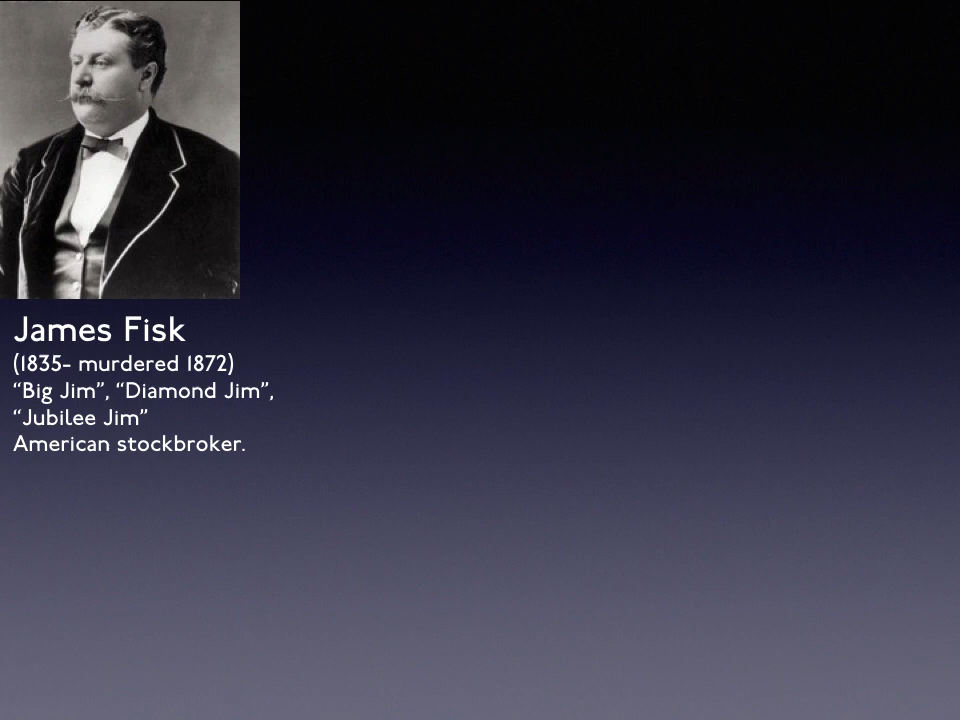 James Fisk
(1835- murdered 1872)
“Big Jim”, “Diamond Jim”,
“Jubilee Jim”
American stockbroker.